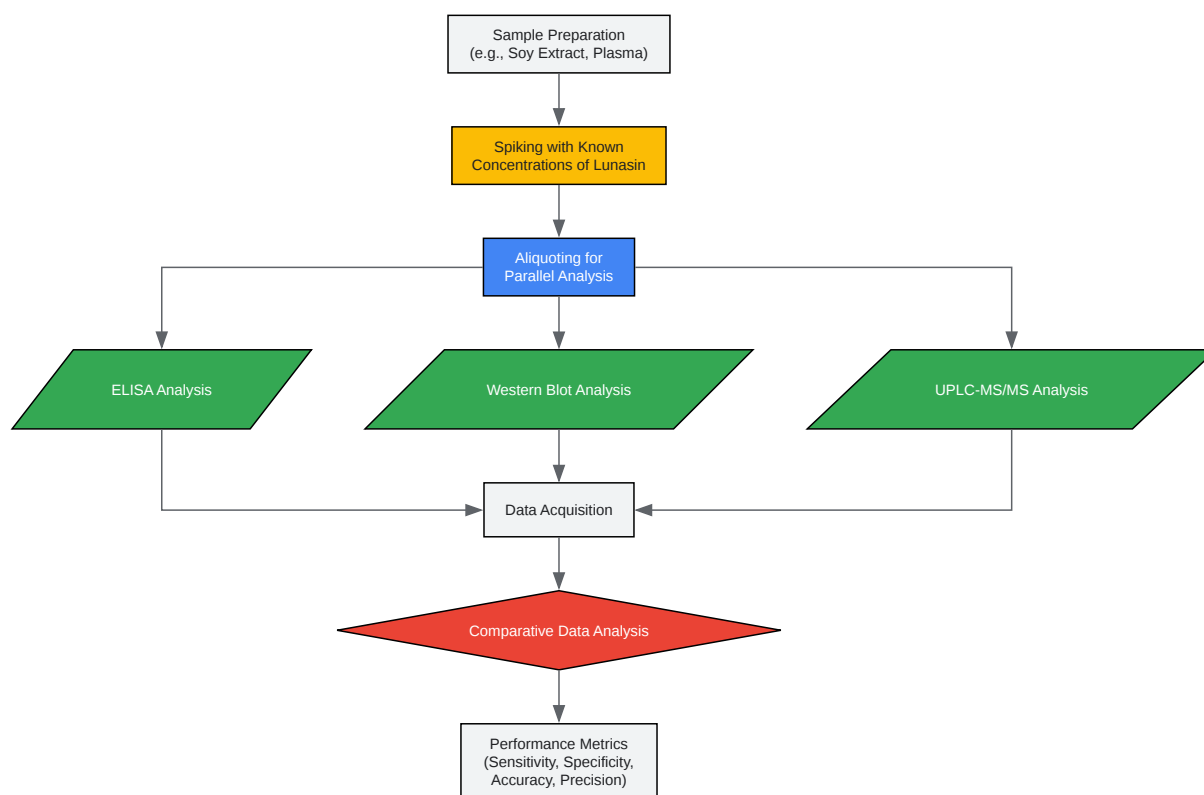 Sample Preparation
(e.g., Soy Extract, Plasma)
Spiking with Known
Concentrations of Lunasin
Aliquoting for
Parallel Analysis
ELISA Analysis
Western Blot Analysis
UPLC-MS/MS Analysis
Data Acquisition
Comparative Data Analysis
Performance Metrics
(Sensitivity, Specificity,
Accuracy, Precision)